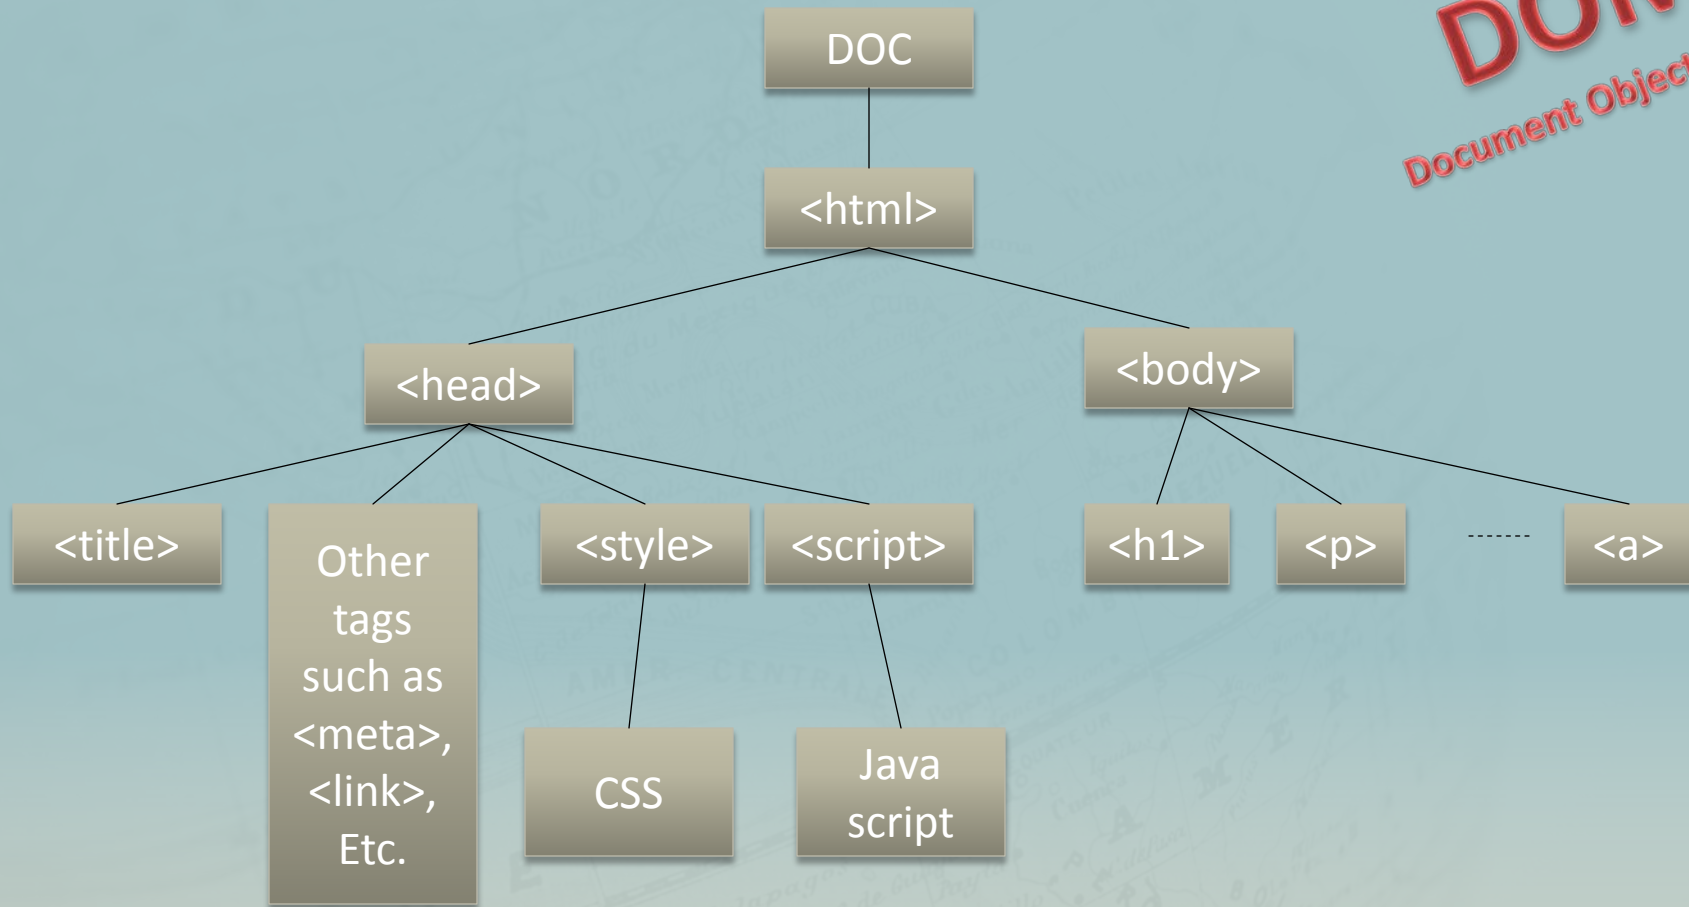 DOC
DOM
Document Object
<html>
<head>
<body>
<title>
Other
tags
such as
<meta>,
<link>,
Etc.
<style>
<script>
<h1>
<p>
-------
<a>
CSS
Java
script